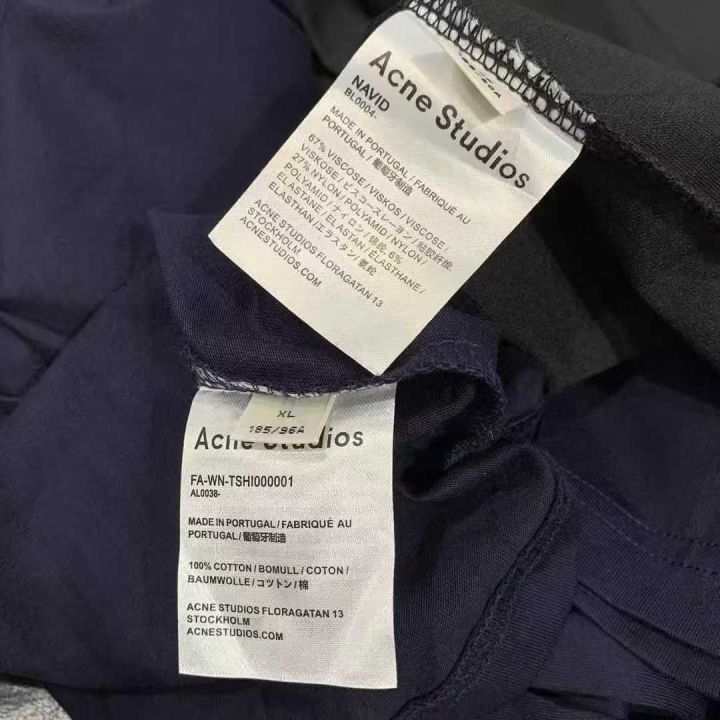 Acne Studios
NAVID
BL0004-
MADE IN PORTUGAL / FABRIQUÉ AU
PORTUGAL / 葡萄牙制造
67% VISCOSE / VISKOS / VISCOSE /
VISKOSE / ビスコースレーヨン / 粘胶纤维
27% NYLON / POLYAMID / NYLON /
POLYAMID / ナイロン / 锦纶 6%
ELASTANE / ELASTAN / ÉLASTHANE /
ELASTHAN / エラスタン / 氨纶
ACNE STUDIOS FLORAGATAN 13
STOCKHOLM
ACNESTUDIOS.COM
XL
185/96A
Acne Studios
FA-WN-TSHI000001
AL0038-
MADE IN PORTUGAL / FABRIQUÉ AU
PORTUGAL / 葡萄牙制造
100% COTTON / BOMULL / COTON /
BAUMWOLLE / コツトン / 棉
ACNE STUDIOS FLORAGATAN 13
STOCKHOLM
ACNESTUDIOS.COM